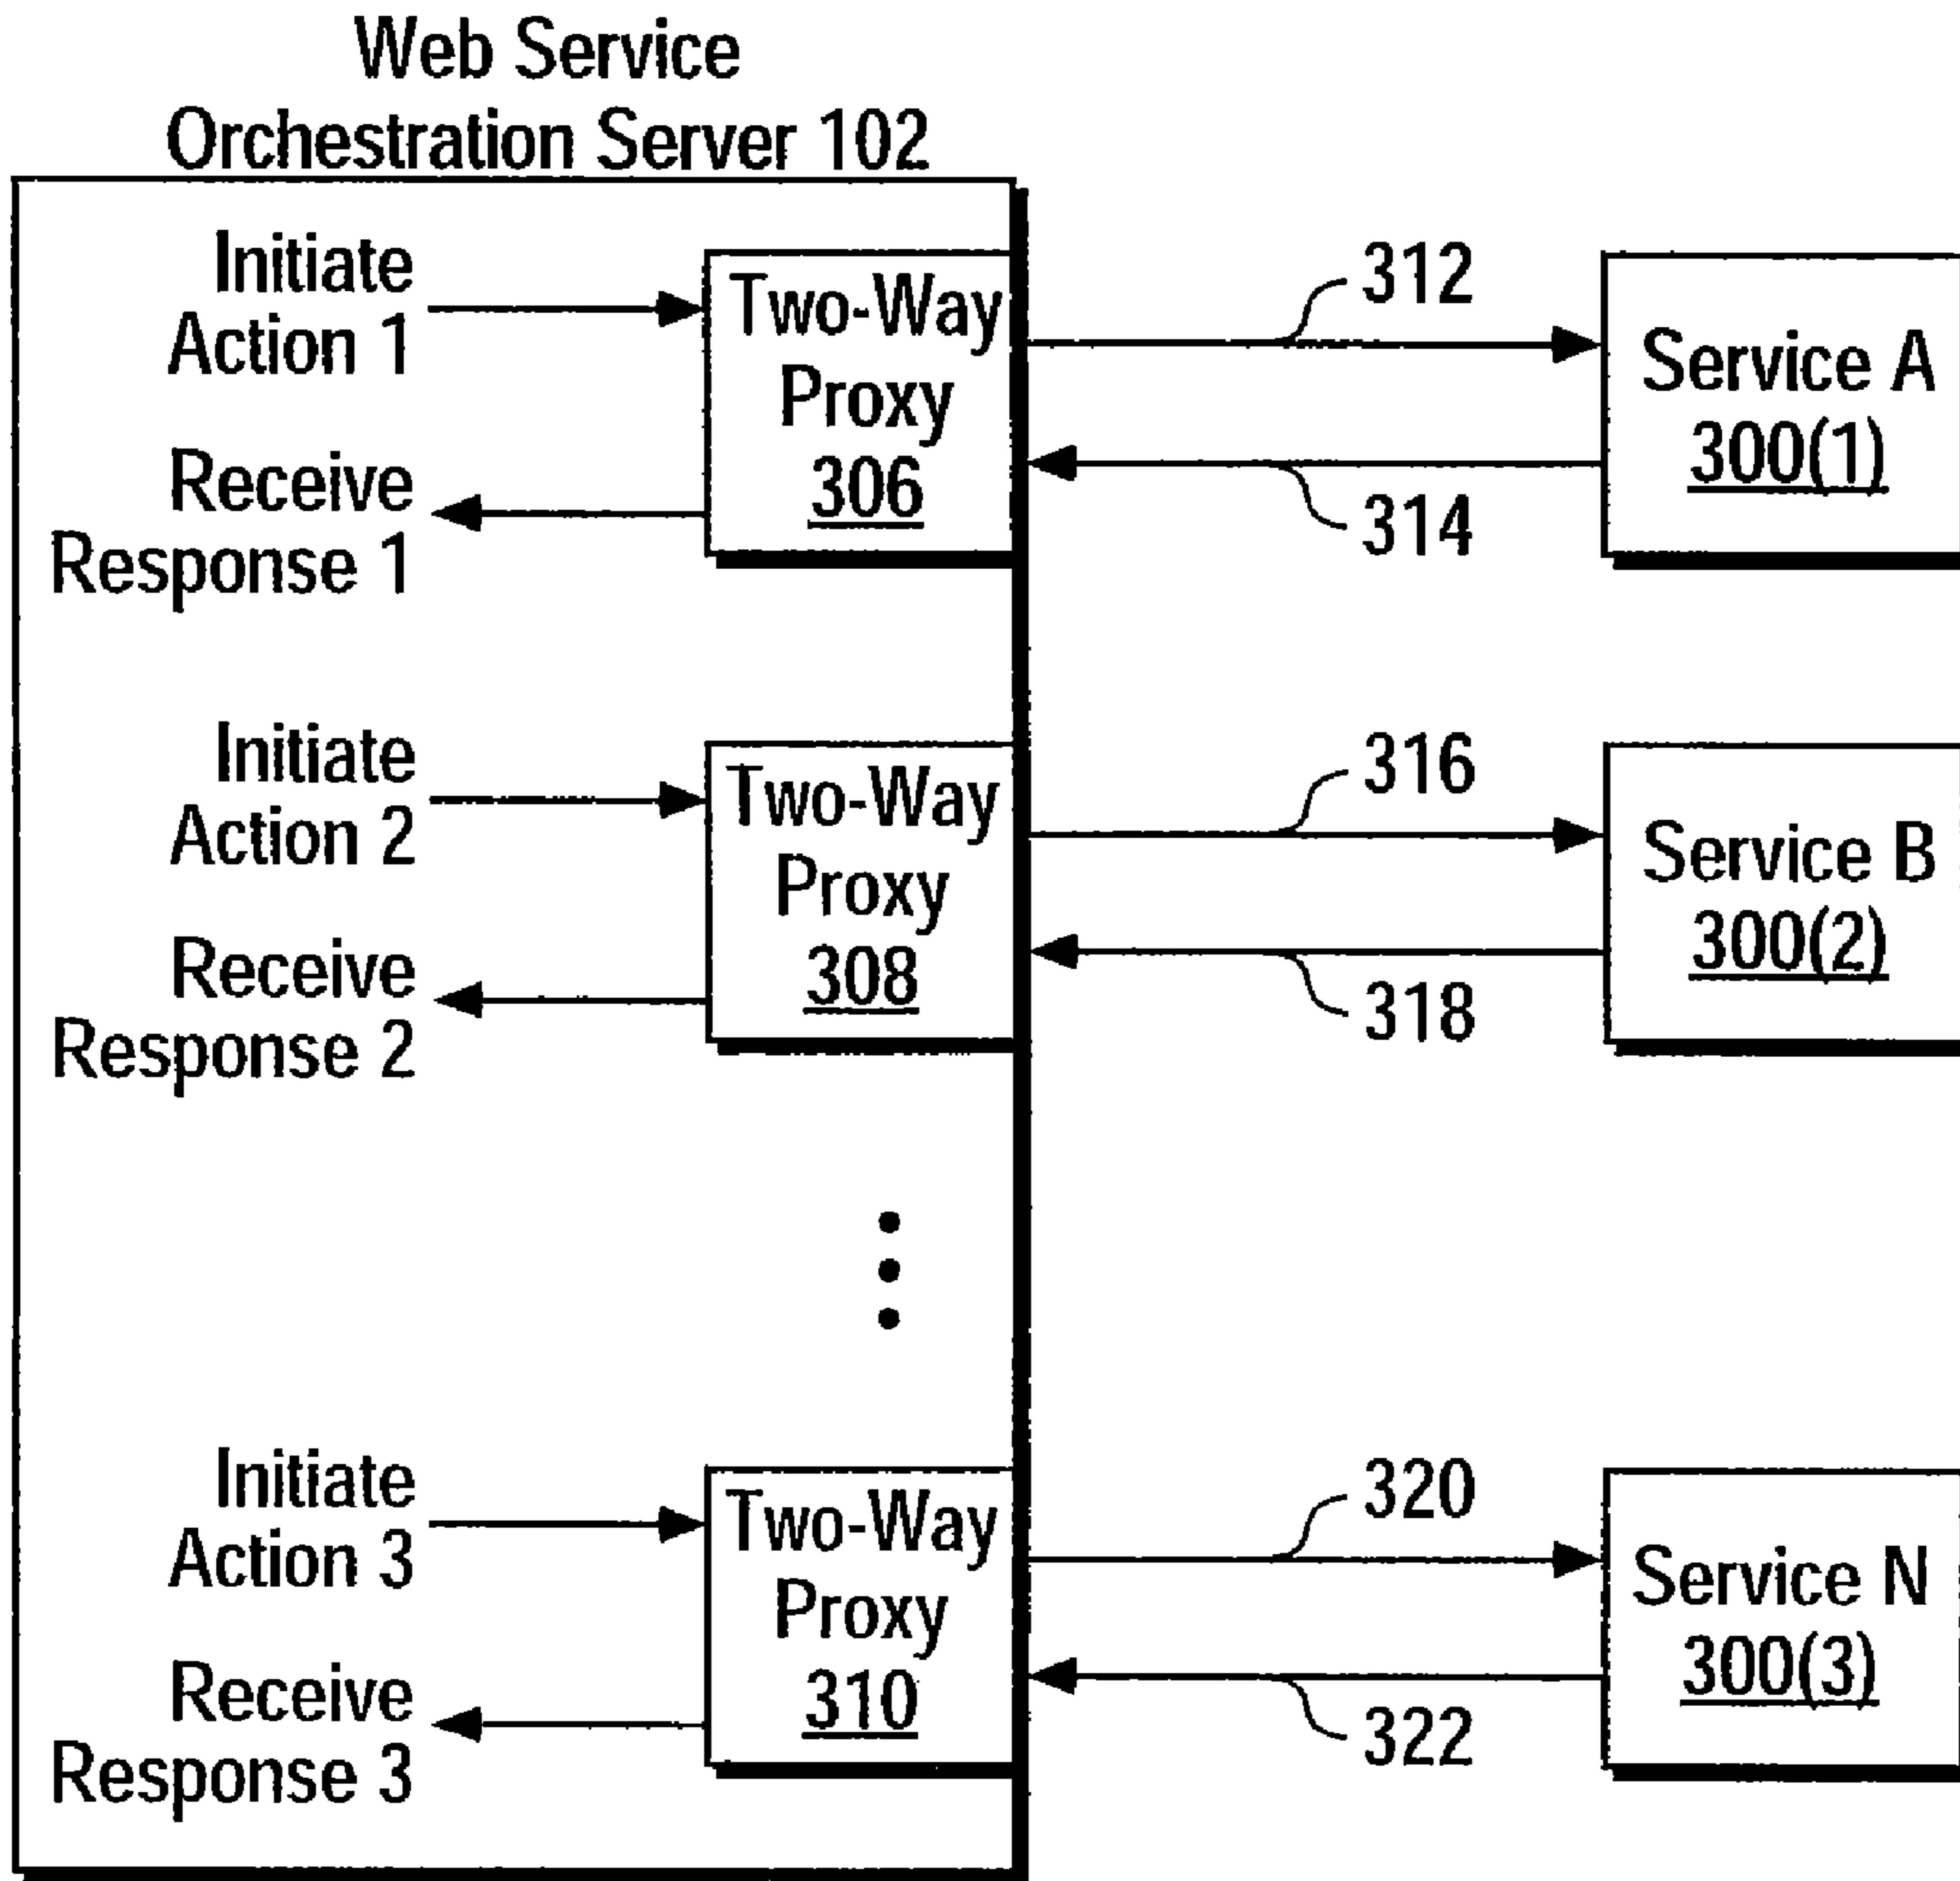 Web Service
Orchestration Server 102
Initiate
Action 1
Receive
Response 1
Two-Way
Proxy
306
312
314
Service A
300(1)
Initiate
Action 2
Receive
Response 2
Two-Way
Proxy
308
316
318
Service B
300(2)
Initiate
Action 3
Receive
Response 3
Two-Way
Proxy
310
320
322
Service N
300(3)